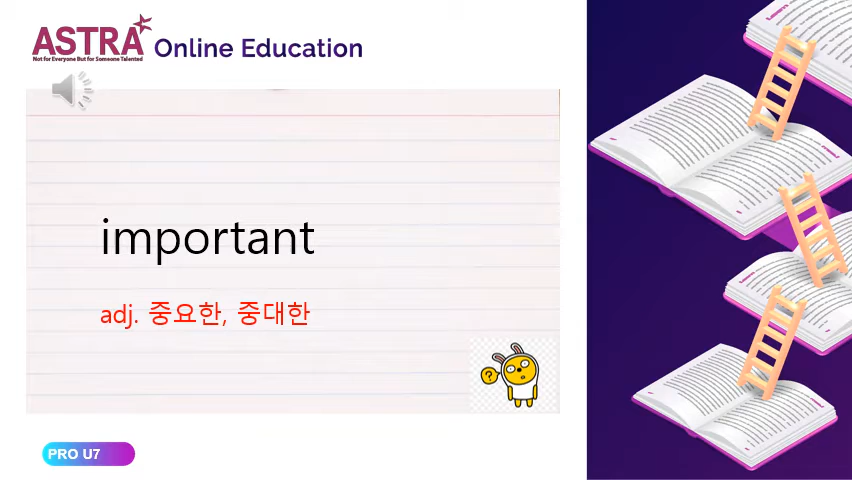 ASTRA
Not for Everyone But for Someone Talented
Online Education
important
adj. 중요한, 중대한
?
PRO U7